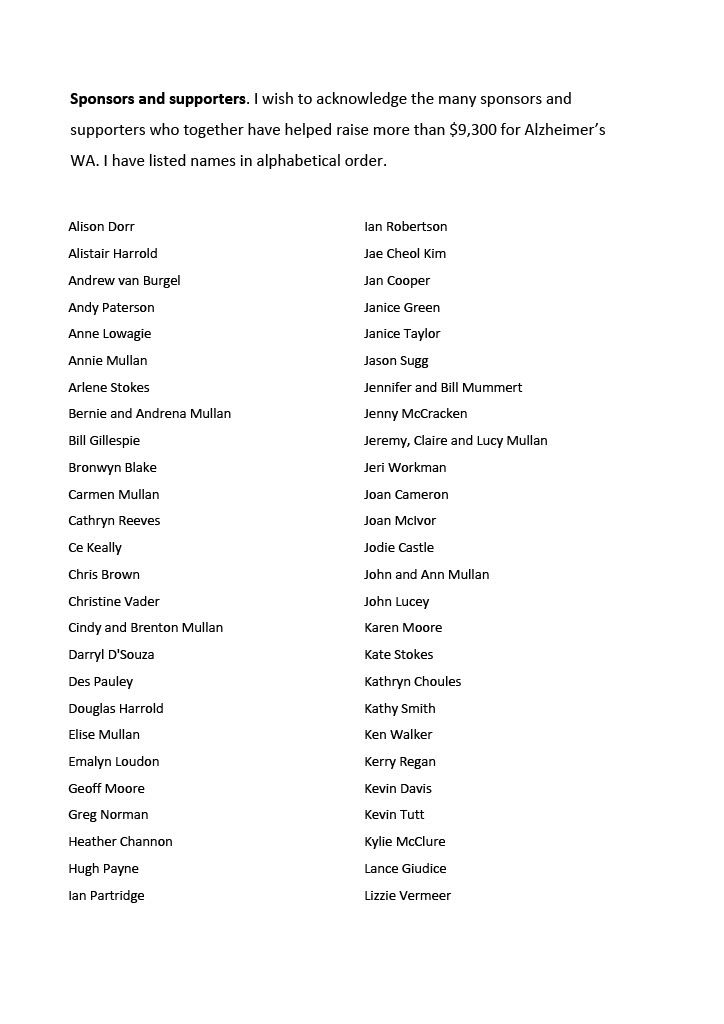 Sponsors and supporters. I wish to acknowledge the many sponsors and
supporters who together have helped raise more than $9,300 for Alzheimer’s
WA. I have listed names in alphabetical order.
Alison Dorr
Alistair Harrold
Andrew van Burgel
Andy Paterson
Anne Lowagie
Annie Mullan
Arlene Stokes
Bernie and Andrena Mullan
Bill Gillespie
Bronwyn Blake
Carmen Mullan
Cathryn Reeves
Ce Keally
Chris Brown
Christine Vader
Cindy and Brenton Mullan
Darryl D'Souza
Des Pauley
Douglas Harrold
Elise Mullan
Emalyn Loudon
Geoff Moore
Greg Norman
Heather Channon
Hugh Payne
Ian Partridge
Ian Robertson
Jae Cheol Kim
Jan Cooper
Janice Green
Janice Taylor
Jason Sugg
Jennifer and Bill Mummert
Jenny McCracken
Jeremy, Claire and Lucy Mullan
Jeri Workman
Joan Cameron
Joan McIvor
Jodie Castle
John and Ann Mullan
John Lucey
Karen Moore
Kate Stokes
Kathryn Choules
Kathy Smith
Ken Walker
Kerry Regan
Kevin Davis
Kevin Tutt
Kylie McClure
Lance Giudice
Lizzie Vermeer